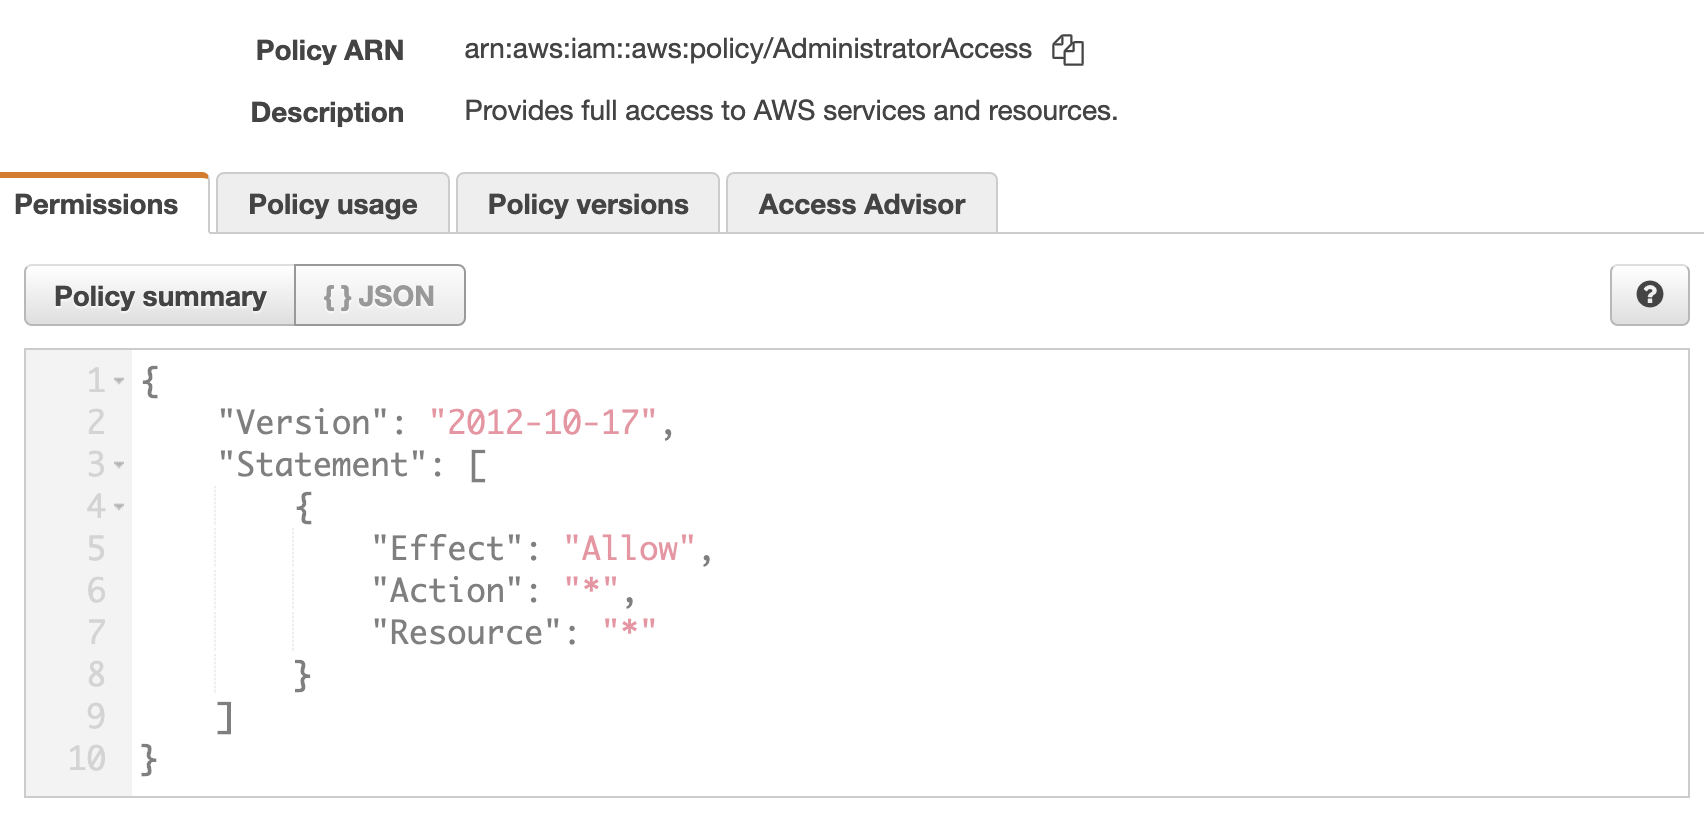 Policy ARN arn:aws:iam::aws:policy/AdministratorAccess
Description Provides full access to AWS services and resources.
Permissions Policy usage Policy versions Access Advisor
Policy summary { } JSON ?
1 {
2 "Version": "2012-10-17",
3 "Statement": [
4 {
5 "Effect": "Allow",
6 "Action": "*",
7 "Resource": "*"
8 }
9 ]
10 }